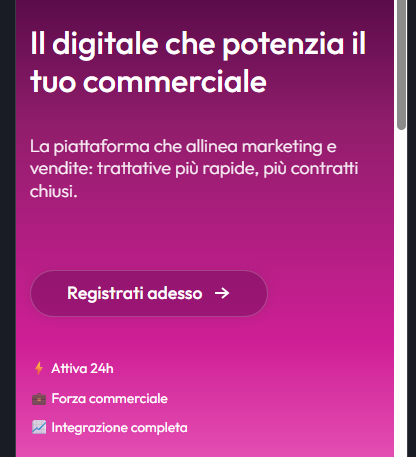 Il digitale che potenzia il
tuo commerciale
La piattaforma che allinea marketing e
vendite: trattative più rapide, più contratti
chiusi.
Registrati adesso →
⚡ Attiva 24h
💼 Forza commerciale
📈 Integrazione completa